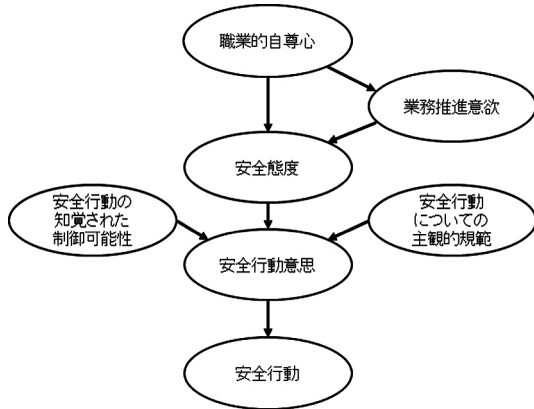 職業的自尊心
業務推進意欲
安全態度
安全行動の
知覚された
制御可能性
安全行動
についての
主観的規範
安全行動意思
安全行動